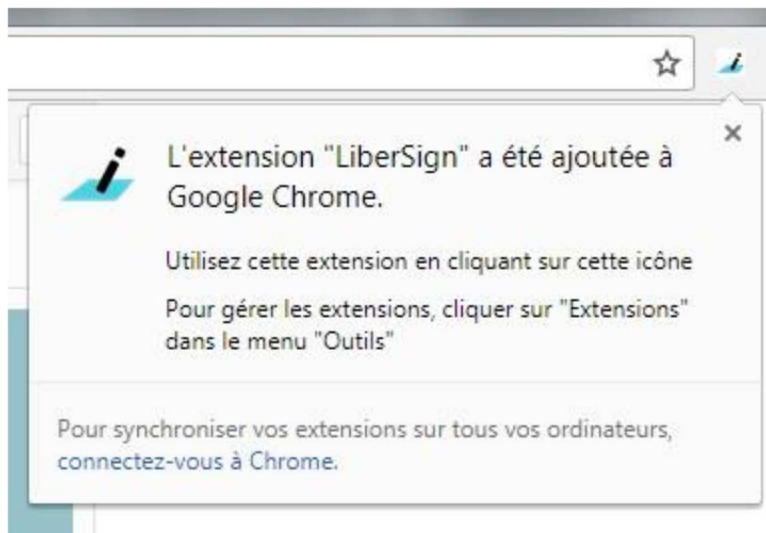 L'extension "LiberSign" a été ajoutée à
Google Chrome.
Utilisez cette extension en cliquant sur cette icône
Pour gérer les extensions, cliquer sur "Extensions"
dans le menu "Outils"
Pour synchroniser vos extensions sur tous vos ordinateurs,
connectez-vous à Chrome.